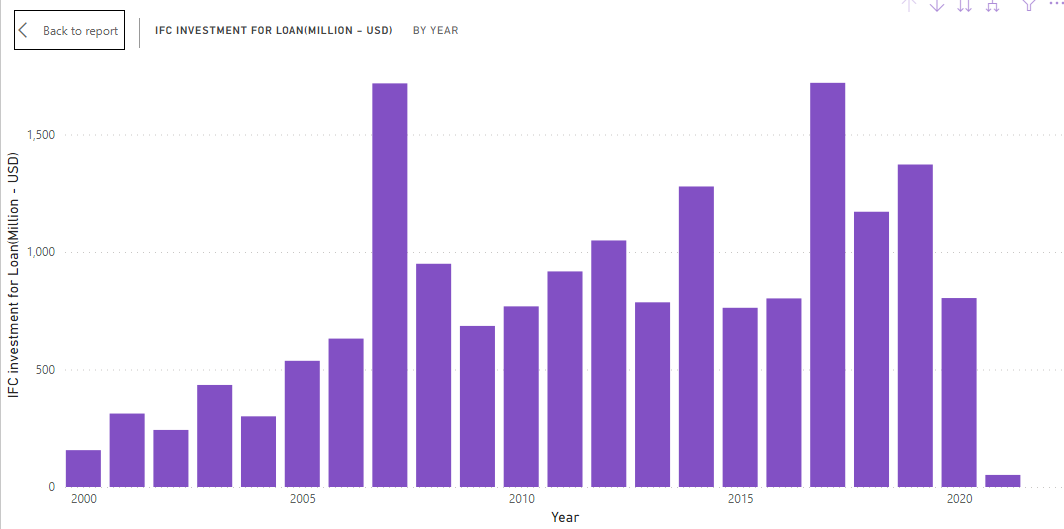 Back to report
IFC INVESTMENT FOR LOAN(MILLION – USD) BY YEAR
IFC investment for Loan(Million - USD)
1,500
1,000
500
0
2000 2005 2010 2015 2020
Year